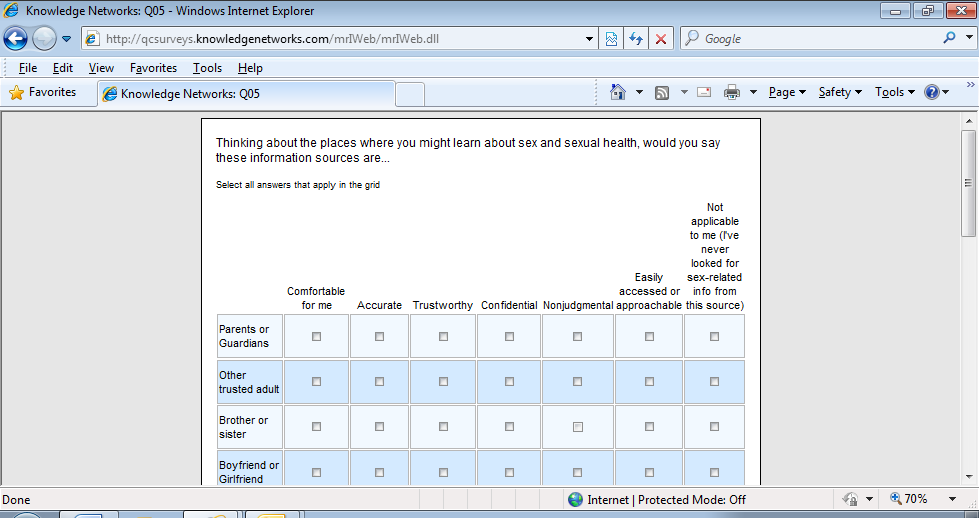 Knowledge Networks: Q05 - Windows Internet Explorer
http://qcsurveys.knowledgenetworks.com/mrIWeb/mrIWeb.dll
Google
File Edit View Favorites Tools Help
Favorites
Knowledge Networks: Q05
Page
Safety
Tools
Thinking about the places where you might learn about sex and sexual health, would you say
these information sources are...
Select all answers that apply in the grid
Comfortable
for me
Accurate
Trustworthy
Confidential
Nonjudgmental
Easily
accessed or
approachable
Not
applicable
to me (I've
never
looked for
sex-related
info from
this source)
Parents or
Guardians
Other
trusted adult
Brother or
sister
Boyfriend or
Girlfriend
Done
Internet | Protected Mode: Off
70%